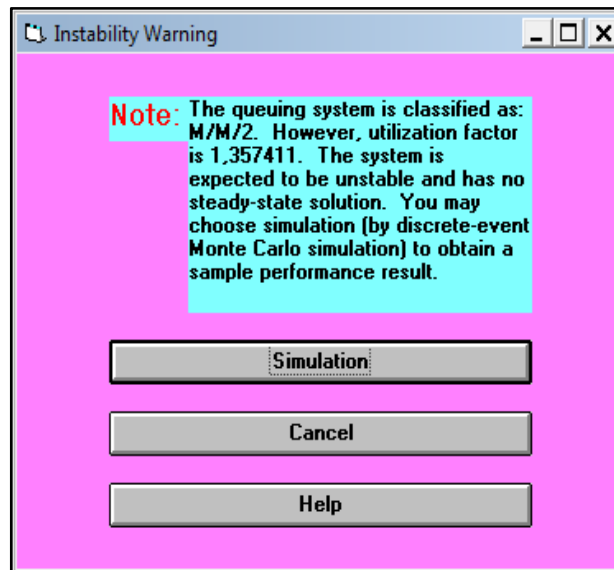 Instability Warning
Note: The queuing system is classified as:
M/M/2. However, utilization factor
is 1,357411. The system is
expected to be unstable and has no
steady-state solution. You may
choose simulation (by discrete-event
Monte Carlo simulation) to obtain a
sample performance result.
Simulation
Cancel
Help